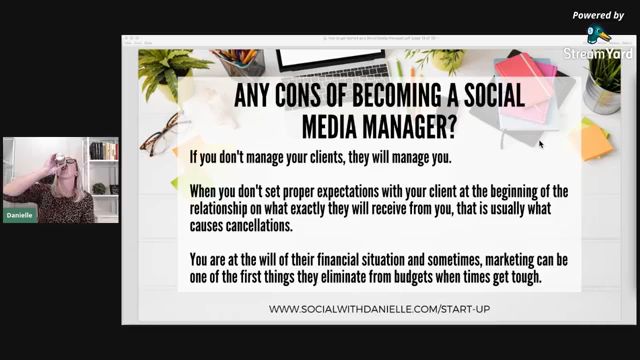 Powered by
StreamYard
ANY CONS OF BECOMING A SOCIAL
MEDIA MANAGER?
If you don't manage your clients, they will manage you.
When you don't set proper expectations with your client at the beginning of the
relationship on what exactly they will receive from you, that is usually what
causes cancellations.
You are at the will of their financial situation and sometimes, marketing can be
one of the first things they eliminate from budgets when times get tough.
Danielle
WWW.SOCIALWITHDANIELLE.COM/START-UP